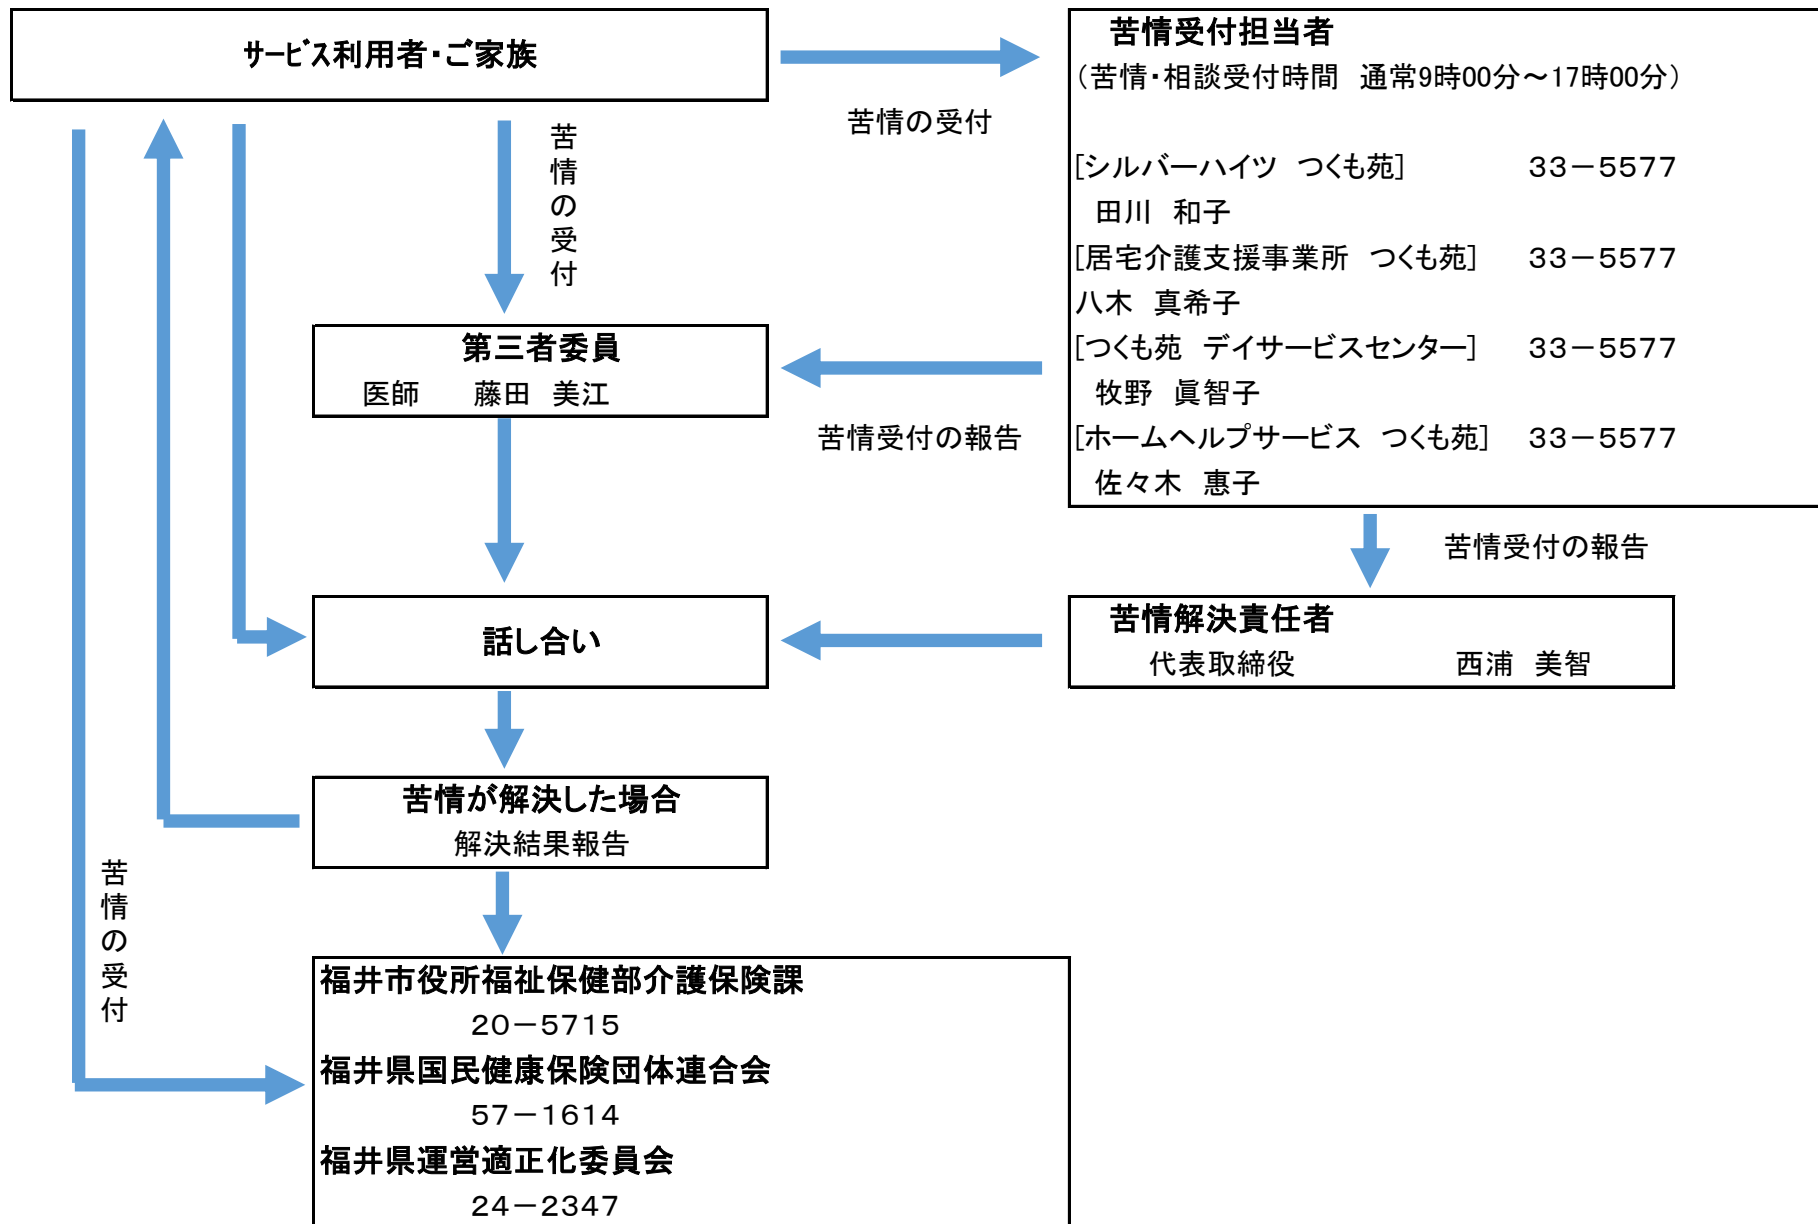 サービス利用者・ご家族
苦情受付担当者
（苦情・相談受付時間　通常9時00分～17時00分）
苦情の受付
苦情の受付
[シルバーハイツ　つくも苑]　33－5577
田川　和子
[居宅介護支援事業所　つくも苑]　33－5577
八木　真希子
[つくも苑　デイサービスセンター]　33－5577
牧野　眞智子
[ホームヘルプサービス　つくも苑]　33－5577
佐々木　恵子
第三者委員
医師　藤田　美江
苦情受付の報告
苦情受付の報告
苦情解決責任者
代表取締役　西浦　美智
話し合い
苦情が解決した場合
解決結果報告
苦情の受付
福井市役所福祉保健部介護保険課
20－5715
福井県国民健康保険団体連合会
57－1614
福井県運営適正化委員会
24－2347